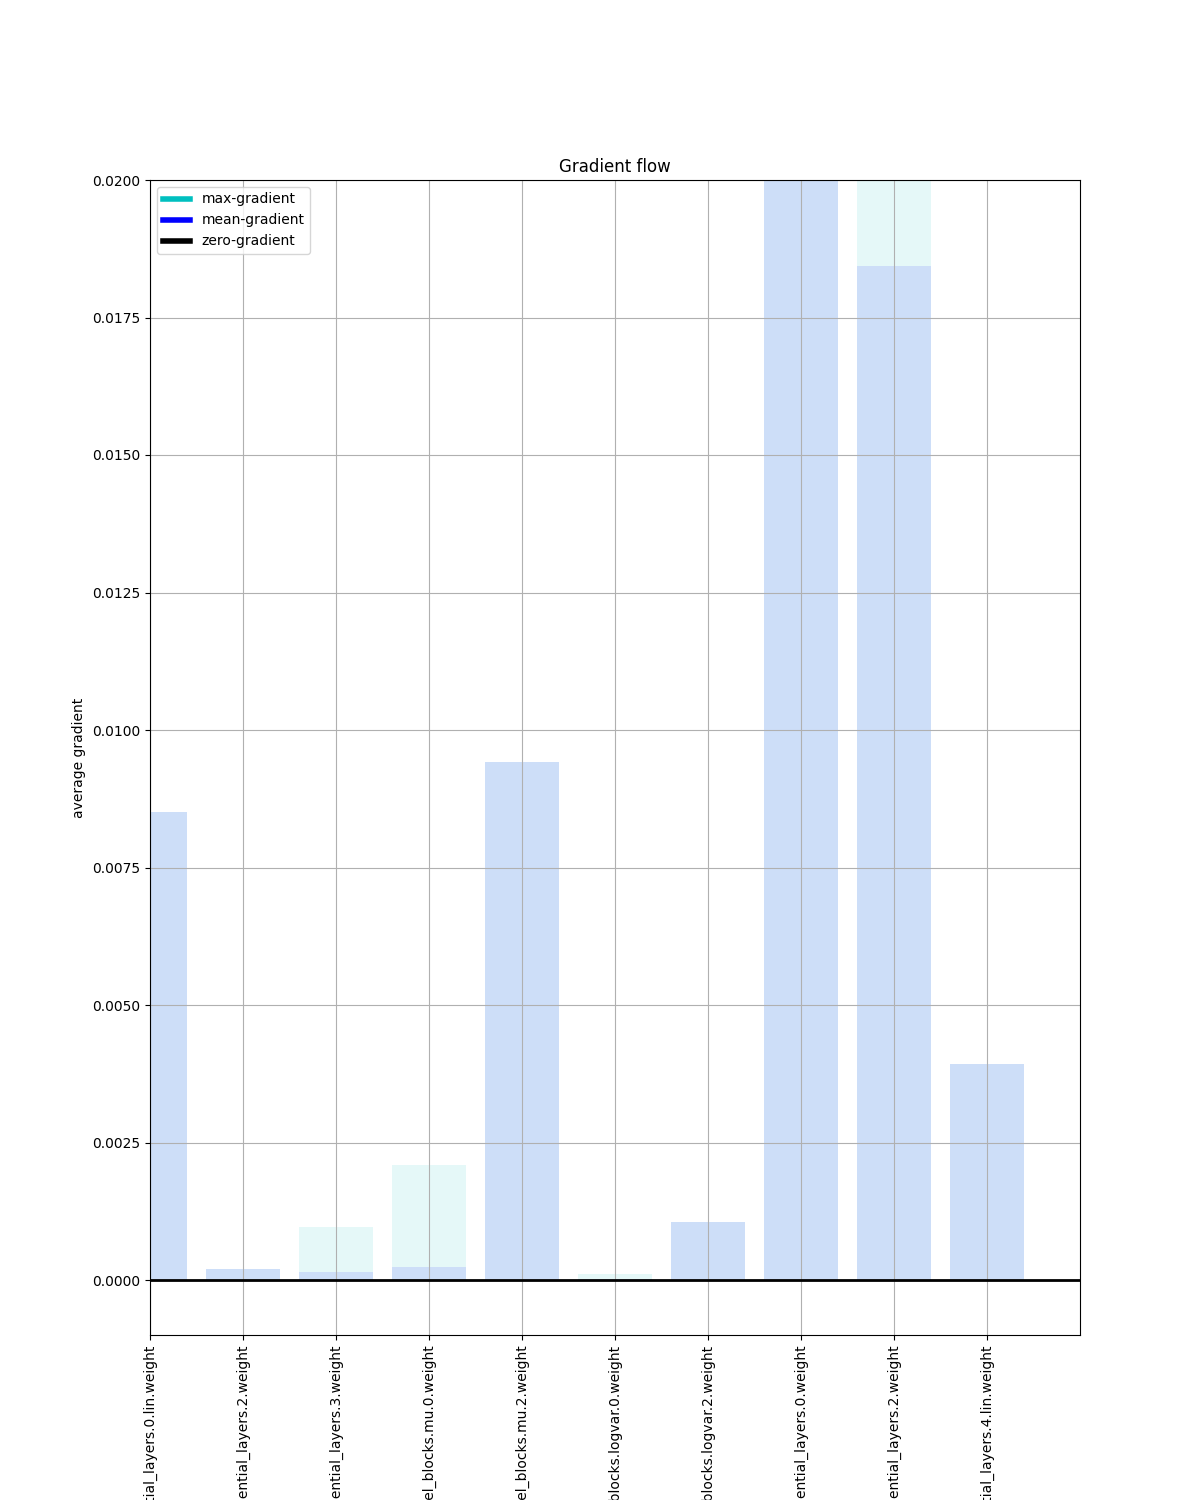 Gradient flow
max-gradient
mean-gradient
zero-gradient
0.0200
0.0175
0.0150
0.0125
0.0100
0.0075
0.0050
0.0025
0.0000
average gradient
tial_layers.0.lin.weight
ential_layers.2.weight
ential_layers.3.weight
el_blocks.mu.0.weight
el_blocks.mu.2.weight
blocks.logvar.0.weight
blocks.logvar.2.weight
ential_layers.0.weight
ential_layers.2.weight
tial_layers.4.lin.weight